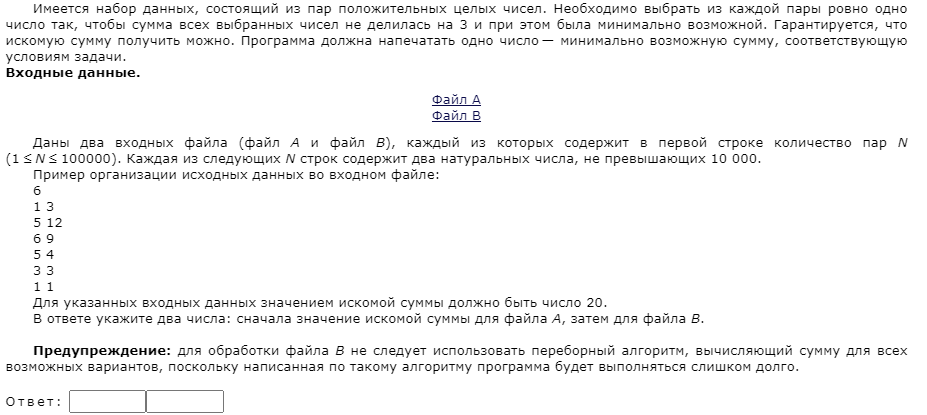 Имеется набор данных, состоящий из пар положительных целых чисел. Необходимо выбрать из каждой пары ровно одно
число так, чтобы сумма всех выбранных чисел не делилась на 3 и при этом была минимально возможной. Гарантируется, что
искомую сумму получить можно. Программа должна напечатать одно число — минимально возможную сумму, соответствующую
условиям задачи.
Входные данные.
Файл A
Файл B
Даны два входных файла (файл A и файл B), каждый из которых содержит в первой строке количество пар N
(1 ≤ N ≤ 100000). Каждая из следующих N строк содержит два натуральных числа, не превышающих 10 000.
Пример организации исходных данных во входном файле:
6
1 3
5 12
6 9
5 4
3 3
1 1
Для указанных входных данных значением искомой суммы должно быть число 20.
В ответе укажите два числа: сначала значение искомой суммы для файла A, затем для файла B.
Предупреждение: для обработки файла B не следует использовать переборный алгоритм, вычисляющий сумму для всех
возможных вариантов, поскольку написанная по такому алгоритму программа будет выполняться слишком долго.
Ответ: